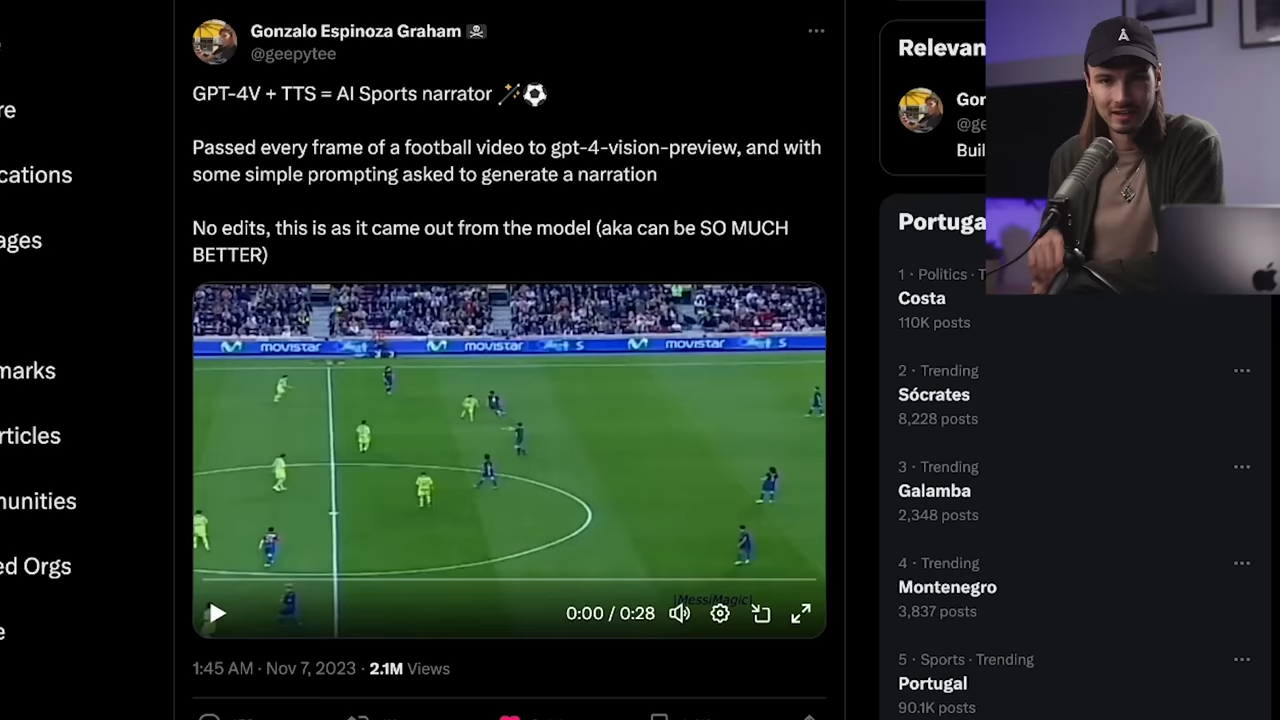 Gonzalo Espinoza Graham
@geepytee
GPT-4V + TTS = AI Sports narrator 🪄⚽
Passed every frame of a football video to gpt-4-vision-preview, and with
some simple prompting asked to generate a narration
No edits, this is as it came out from the model (aka can be SO MUCH
BETTER)
movistar
movistar
movistar
|MessiMagic|
0:00 / 0:28
1:45 AM · Nov 7, 2023 · 2.1M Views
re
cations
ages
marks
rticles
munities
ed Orgs
e
Relevan
Gon
@gee
Buil
Portuga
1 · Politics · T
Costa
110K posts
2 · Trending
Sócrates
8,228 posts
3 · Trending
Galamba
2,348 posts
4 · Trending
Montenegro
3,837 posts
5 · Sports · Trending
Portugal
90.1K posts